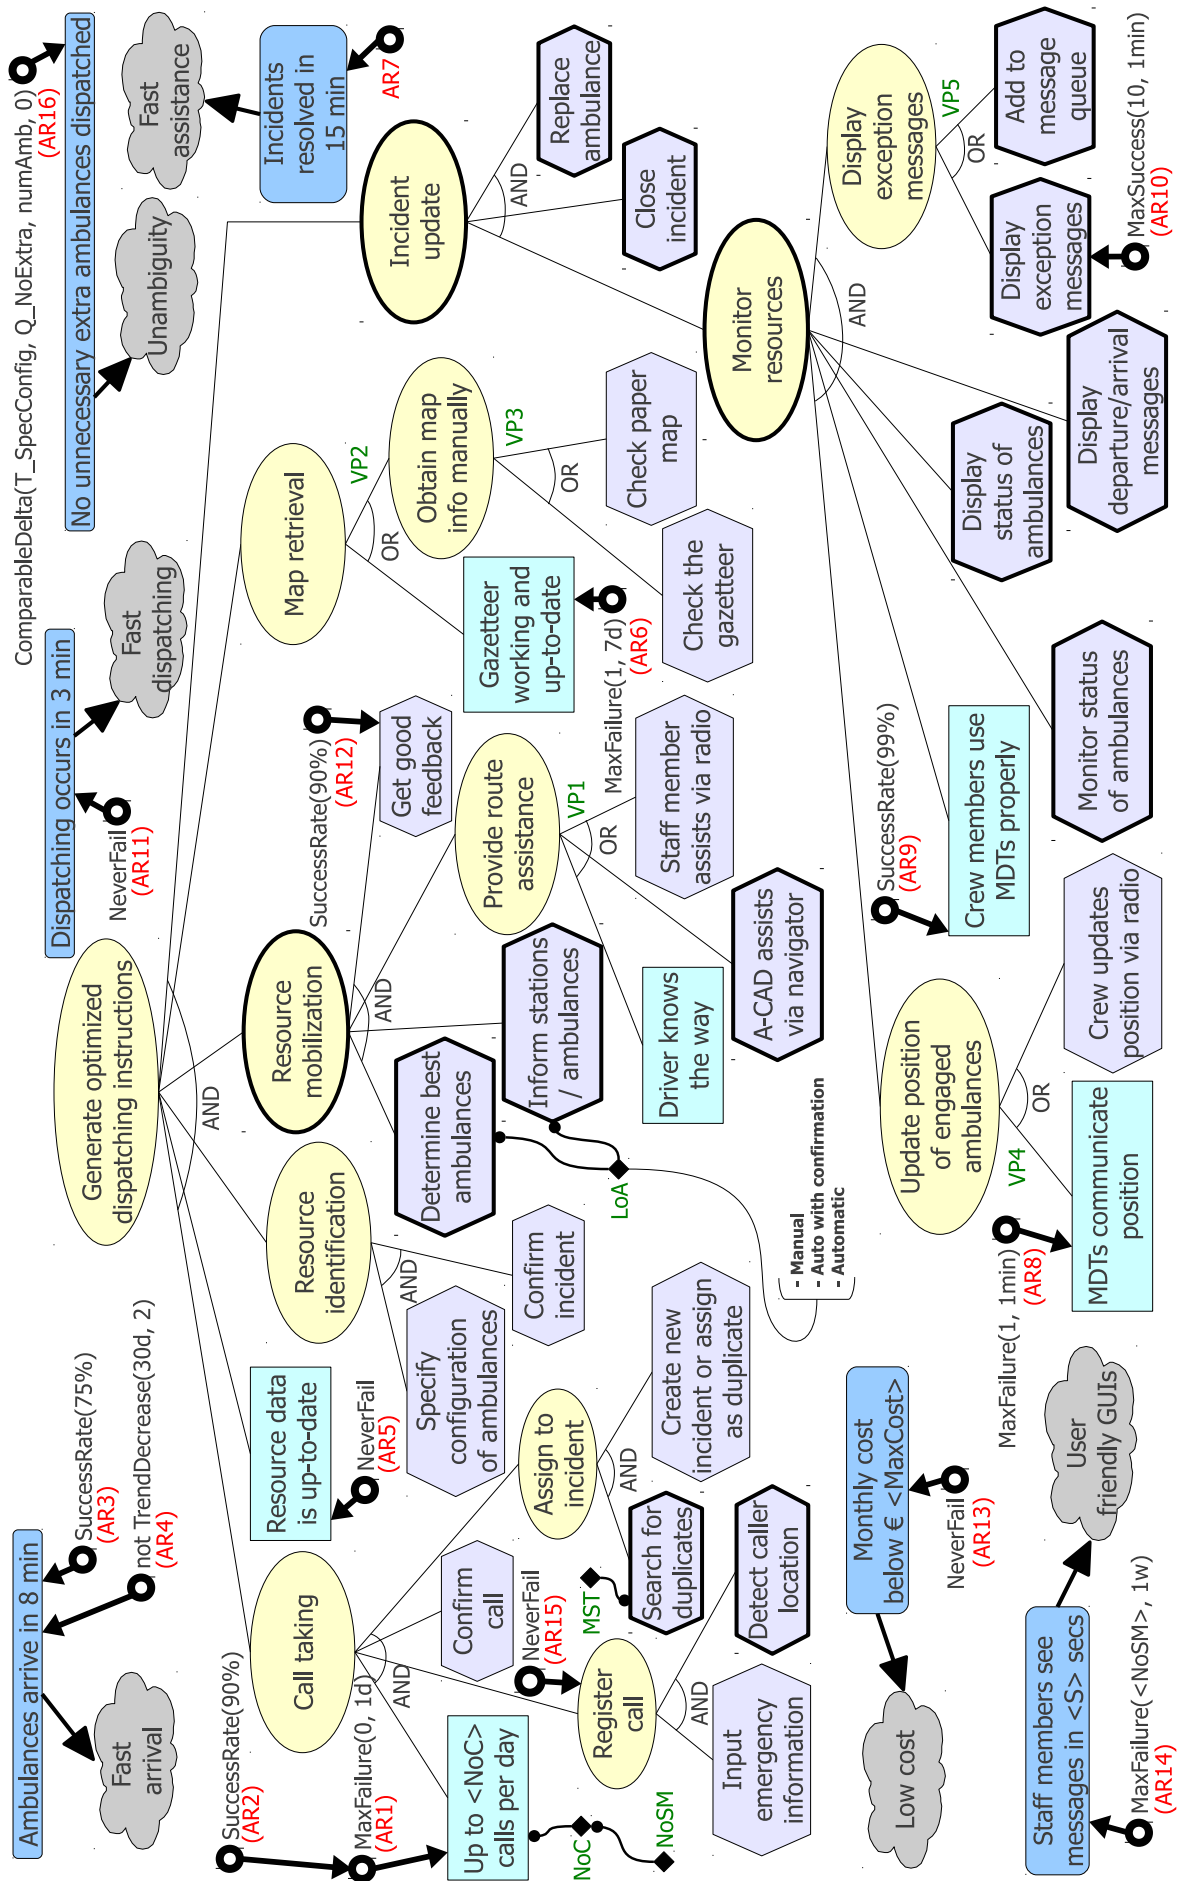 Ambulances arrive in 8 min
SuccessRate(75%)
(AR3)
not TrendDecrease(30d, 2)
(AR4)
Fast
arrival
Dispatching occurs in 3 min
NeverFail
(AR11)
Fast
dispatching
ComparableDelta(T_SpecConfig, Q_NoExtra, numAmb, 0)
(AR16)
No unnecessary extra ambulances dispatched
Unambiguity
Fast
assistance
Incidents
resolved in
15 min
AR7
Generate optimized
dispatching instructions
AND
SuccessRate(90%)
(AR2)
MaxFailure(0, 1d)
(AR1)
Call taking
AND
Resource data
is up-to-date
NeverFail
(AR5)
Resource
identification
AND
Resource
mobilization
AND
SuccessRate(90%)
(AR12)
Get good
feedback
Map retrieval
VP2
OR
Incident
update
AND
Up to <NoC>
calls per day
NoC
NoSM
Confirm
call
NeverFail
(AR15)
Register
call
AND
Input
emergency
information
Detect caller
location
Assign to
incident
AND
MST
Search for
duplicates
Create new
incident or assign
as duplicate
Specify
configuration
of ambulances
Confirm
incident
Determine best
ambulances
Inform stations
/ ambulances
LoA
- Manual
- Auto with confirmation
- Automatic
Provide route
assistance
VP1
OR
Driver knows
the way
A-CAD assists
via navigator
Staff member
assists via radio
Gazetteer
working and
up-to-date
MaxFailure(1, 7d)
(AR6)
Obtain map
info manually
VP3
OR
Check the
gazetteer
Check paper
map
Replace
ambulance
Close
incident
Monitor
resources
AND
Update position
of engaged
ambulances
VP4
OR
MaxFailure(1, 1min)
(AR8)
MDTs communicate
position
Crew updates
position via radio
SuccessRate(99%)
(AR9)
Crew members use
MDTs properly
Monitor status
of ambulances
Display
status of
ambulances
Display
departure/arrival
messages
Display
exception
messages
VP5
OR
Display
exception
messages
Add to
message
queue
MaxSuccess(10, 1min)
(AR10)
Low cost
Monthly cost
below € <MaxCost>
NeverFail
(AR13)
Staff members see
messages in <S> secs
MaxFailure(<NoSM>, 1w)
(AR14)
User
friendly GUIs